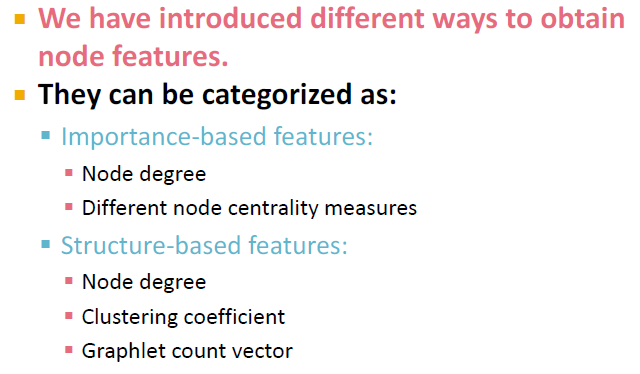 We have introduced different ways to obtain
node features.
They can be categorized as:
Importance-based features:
Node degree
Different node centrality measures
Structure-based features:
Node degree
Clustering coefficient
Graphlet count vector